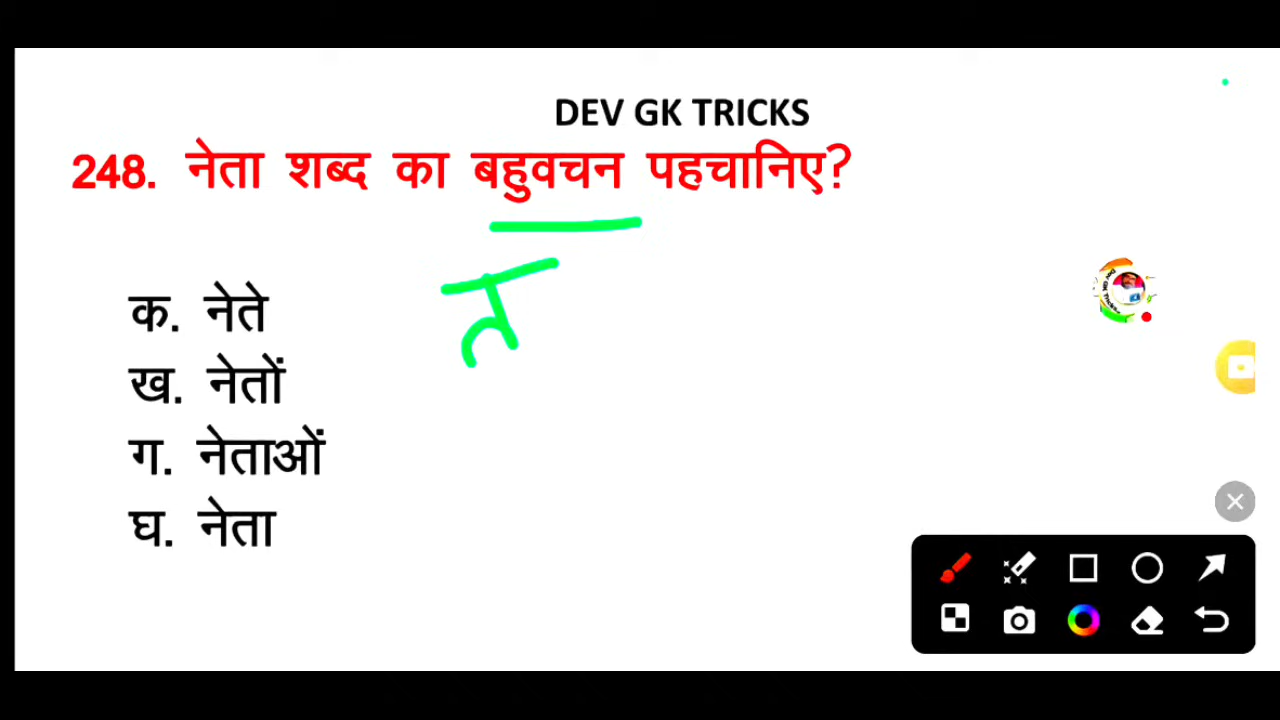 DEV GK TRICKS
248. नेता शब्द का बहुवचन पहचानिए?
त
क. नेते
ख. नेतों
ग. नेताओं
घ. नेता